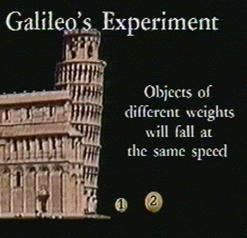 Galileo's Experiment
Objects of
different weights
will fall at
the same speed
1 2